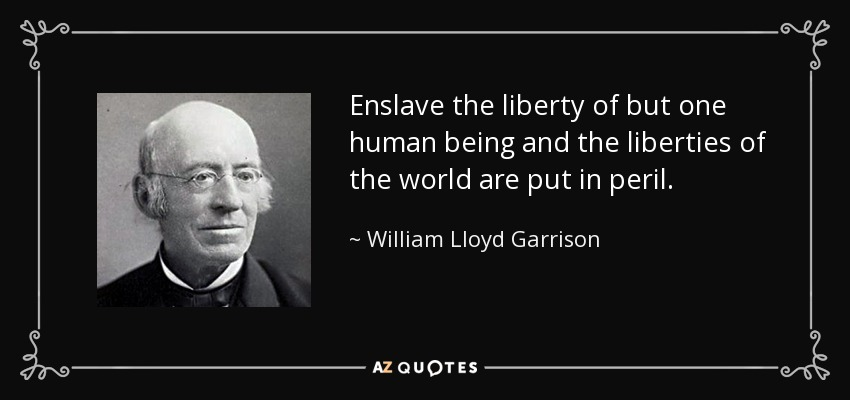 Enslave the liberty of but one
human being and the liberties of
the world are put in peril.
~ William Lloyd Garrison
AZ QUOTES